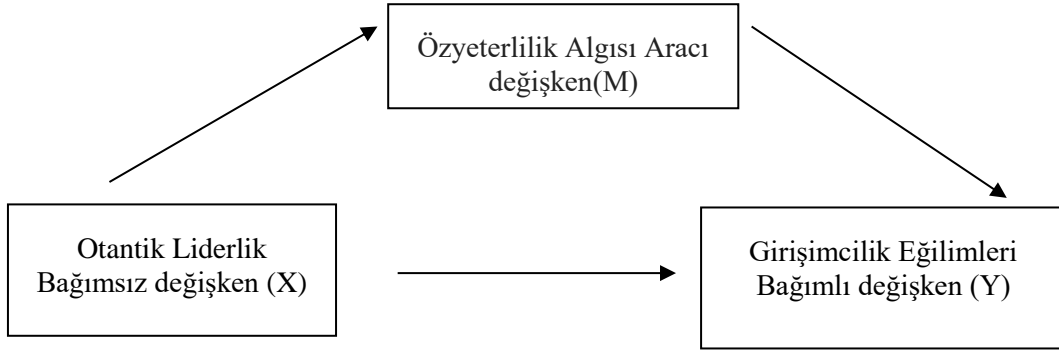 Özyeterlilik Algısı Aracı
değişken(M)
Otantik Liderlik
Bağımsız değişken (X)
Girişimcilik Eğilimleri
Bağımlı değişken (Y)